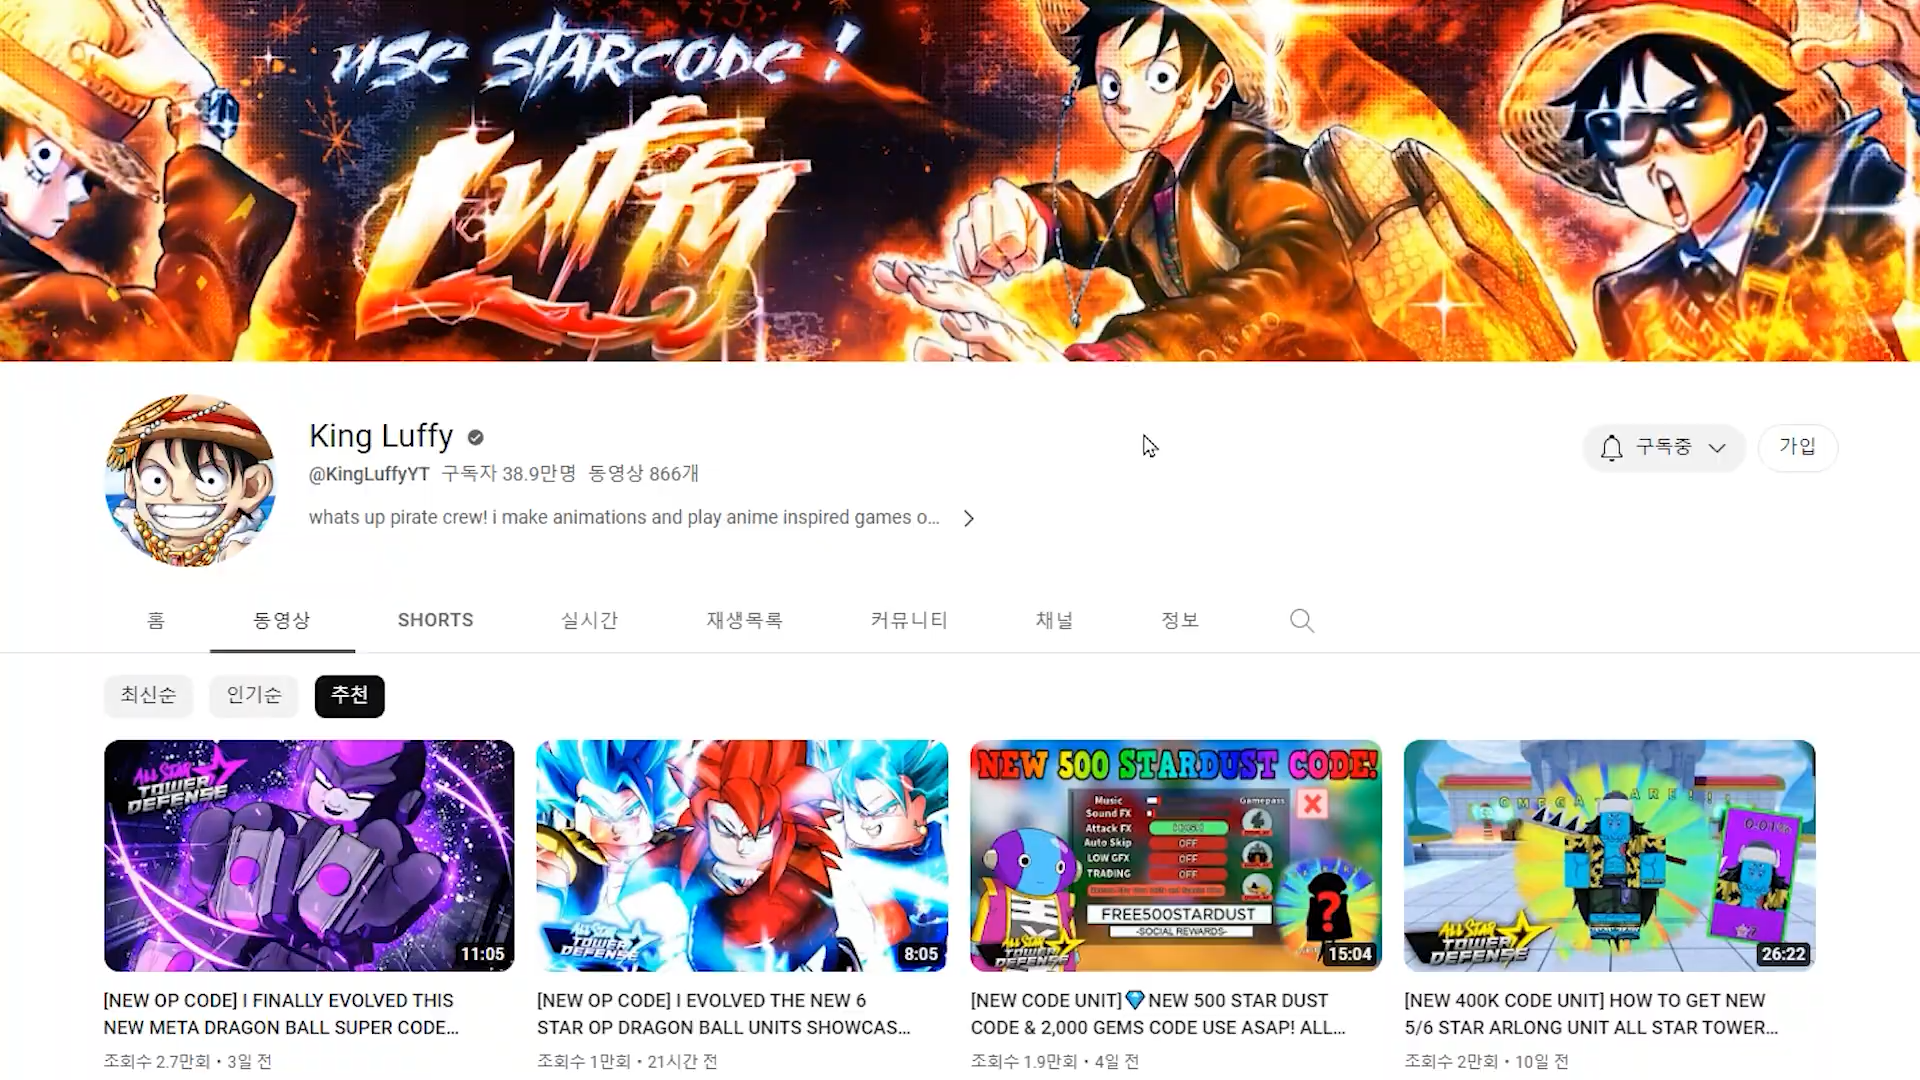 USE STARCODE !
Luffy
King Luffy
@KingLuffyYT 구독자 38.9만명 동영상 866개
whats up pirate crew! i make animations and play anime inspired games o...
구독중
가입
홈
동영상
SHORTS
실시간
재생목록
커뮤니티
채널
정보
최신순
인기순
추천
ALL STAR
TOWER
DEFENSE
11:05
[NEW OP CODE] I FINALLY EVOLVED THIS
NEW META DRAGON BALL SUPER CODE...
조회수 2.7만회 • 3일 전
ALL STAR
TOWER
DEFENSE
8:05
[NEW OP CODE] I EVOLVED THE NEW 6
STAR OP DRAGON BALL UNITS SHOWCAS...
조회수 1만회 • 21시간 전
NEW 500 STARDUST CODE!
Music
Gamepass
Sound FX
Attack FX
HIGH
Auto Skip
OFF
LOW GFX
OFF
TRADING
OFF
FREE500STARDUST
-SOCIAL REWARDS-
?
ALL STAR
TOWER
DEFENSE
15:04
[NEW CODE UNIT]💎NEW 500 STAR DUST
CODE & 2,000 GEMS CODE USE ASAP! ALL...
조회수 1.9만회 • 4일 전
ALL STAR
TOWER
DEFENSE
26:22
[NEW 400K CODE UNIT] HOW TO GET NEW
5/6 STAR ARLONG UNIT ALL STAR TOWER...
조회수 2만회 • 10일 전